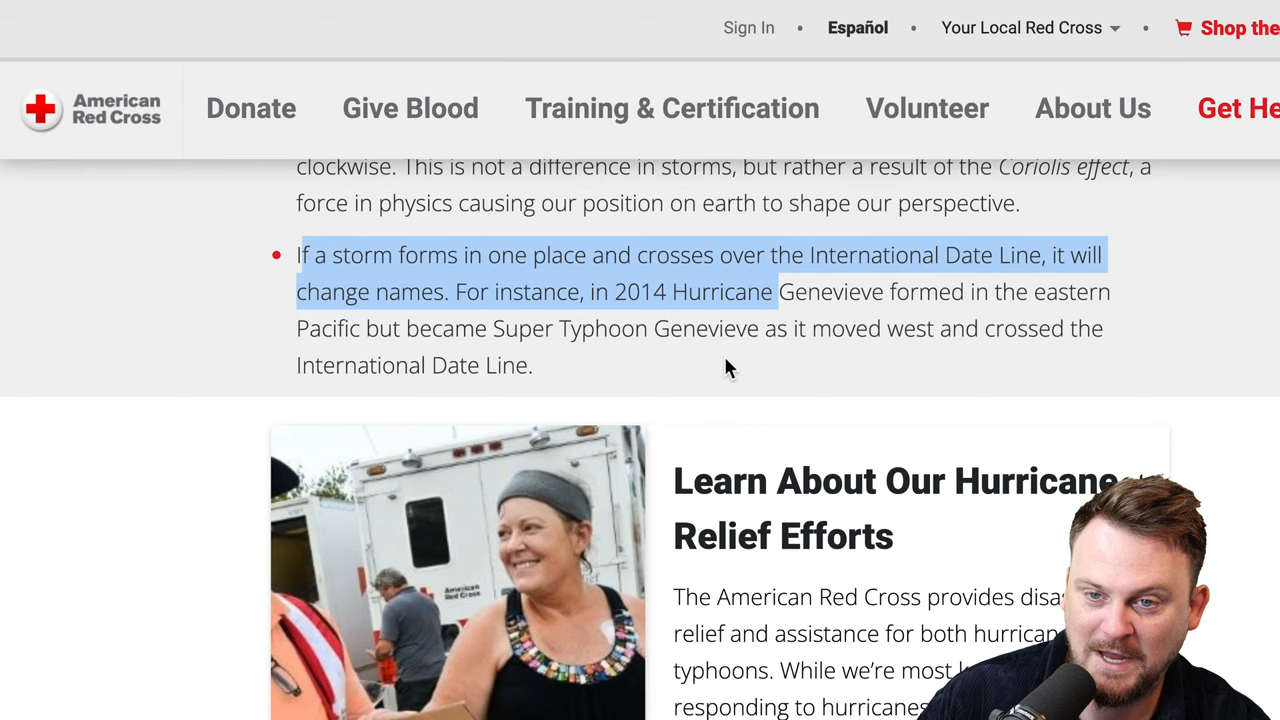 Sign In • Español • Your Local Red Cross • Shop the
American Red Cross
Donate Give Blood Training & Certification Volunteer About Us Get He
clockwise. This is not a difference in storms, but rather a result of the Coriolis effect, a
force in physics causing our position on earth to shape our perspective.
• If a storm forms in one place and crosses over the International Date Line, it will
change names. For instance, in 2014 Hurricane Genevieve formed in the eastern
Pacific but became Super Typhoon Genevieve as it moved west and crossed the
International Date Line.
American
Red Cross
Learn About Our Hurricane
Relief Efforts
The American Red Cross provides disa
relief and assistance for both hurrican
typhoons. While we're most
responding to hurricanes